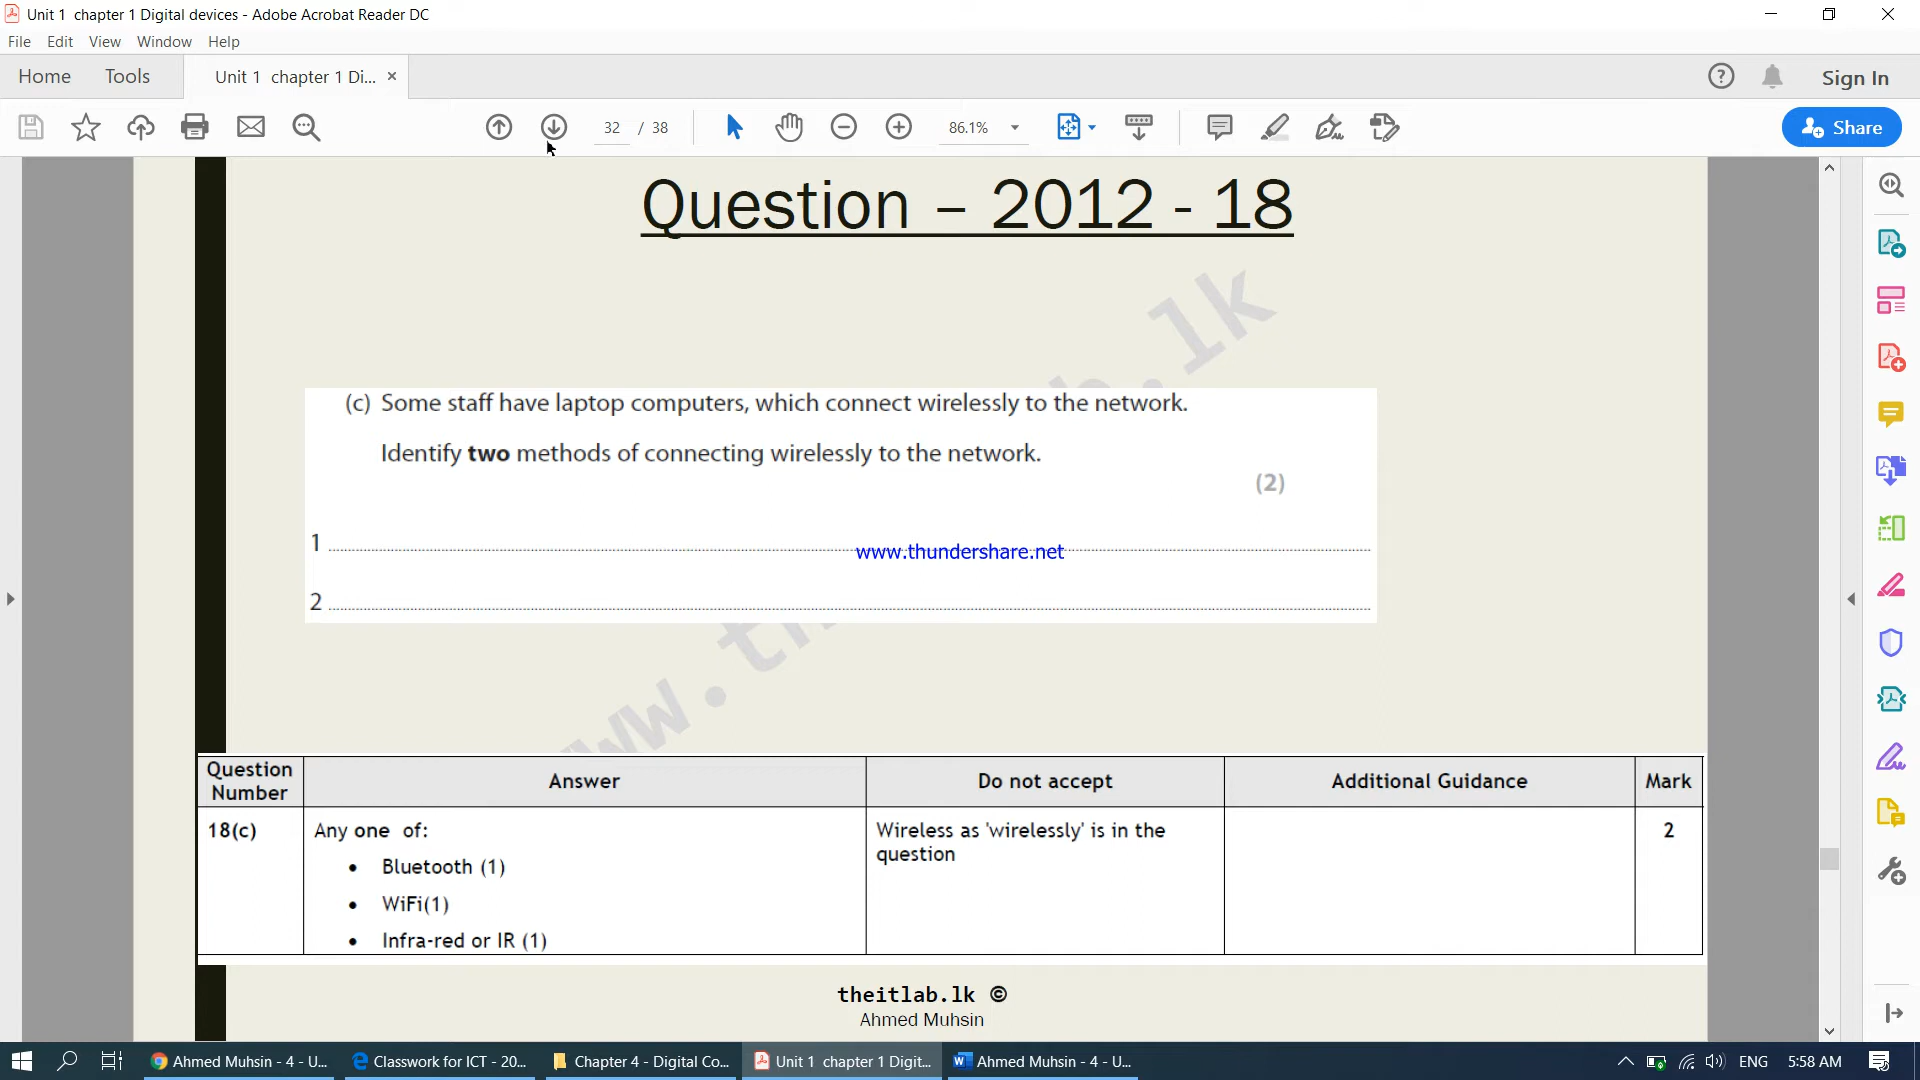 Unit 1  chapter 1 Digital devices - Adobe Acrobat Reader DC
File Edit View Window Help
Home Tools Unit 1  chapter 1 Di... × Sign In
32 / 38 86.1% Share
Question – 2012 - 18
(c) Some staff have laptop computers, which connect wirelessly to the network.
Identify two methods of connecting wirelessly to the network.
(2)
1
www.thundershare.net
2
Question Number Answer Do not accept Additional Guidance Mark
18(c) Any one of: Wireless as 'wirelessly' is in the question 2
• Bluetooth (1)
• WiFi(1)
• Infra-red or IR (1)
theitlab.lk ©
Ahmed Muhsin
Ahmed Muhsin - 4 - U... Classwork for ICT - 20... Chapter 4 - Digital Co... Unit 1 chapter 1 Digit... Ahmed Muhsin - 4 - U... ENG 5:58 AM